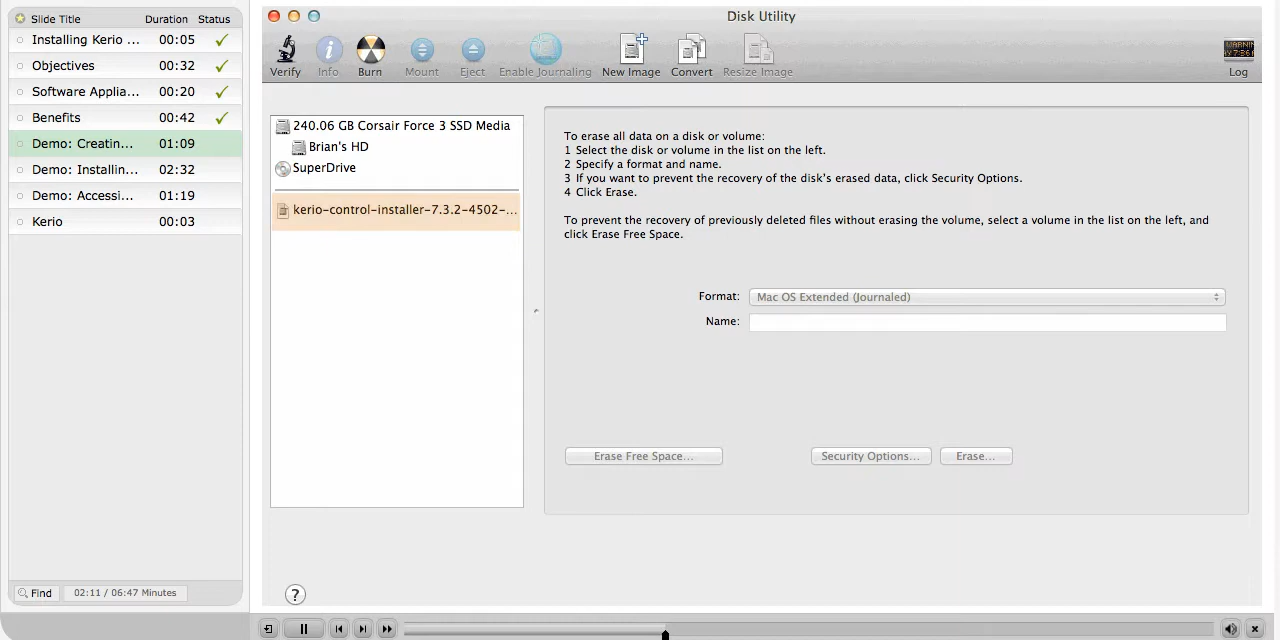 Slide Title Duration Status
Installing Kerio ... 00:05
Objectives 00:32
Software Applia... 00:20
Benefits 00:42
Demo: Creatin... 01:09
Demo: Installin... 02:32
Demo: Accessi... 01:19
Kerio 00:03
Find 02:11 / 06:47 Minutes
Disk Utility
Verify Info Burn Mount Eject Enable Journaling New Image Convert Resize Image Log
240.06 GB Corsair Force 3 SSD Media
Brian's HD
SuperDrive
kerio-control-installer-7.3.2-4502-...
To erase all data on a disk or volume:
1 Select the disk or volume in the list on the left.
2 Specify a format and name.
3 If you want to prevent the recovery of the disk's erased data, click Security Options.
4 Click Erase.
To prevent the recovery of previously deleted files without erasing the volume, select a volume in the list on the left, and
click Erase Free Space.
Format: Mac OS Extended (Journaled)
Name:
Erase Free Space... Security Options... Erase...
?